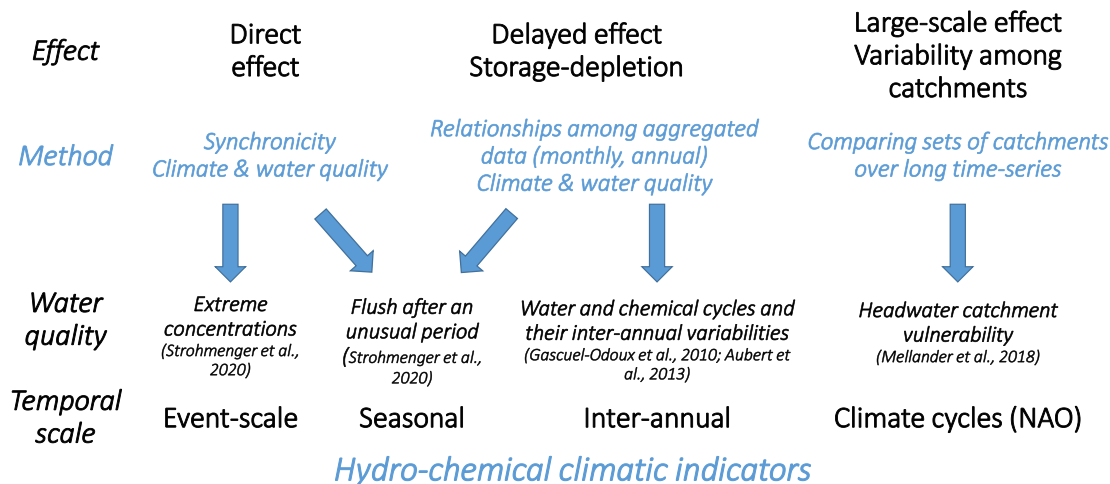 Effect
Direct
effect
Delayed effect
Storage-depletion
Large-scale effect
Variability among
catchments
Method
Synchronicity
Climate & water quality
Relationships among aggregated
data (monthly, annual)
Climate & water quality
Comparing sets of catchments
over long time-series
Water
quality
Extreme
concentrations
(Strohmenger et al.,
2020)
Flush after an
unusual period
(Strohmenger et al.,
2020)
Water and chemical cycles and
their inter-annual variabilities
(Gascuel-Odoux et al., 2010; Aubert et
al., 2013)
Headwater catchment
vulnerability
(Mellander et al., 2018)
Temporal
scale
Event-scale
Seasonal
Inter-annual
Climate cycles (NAO)
Hydro-chemical climatic indicators